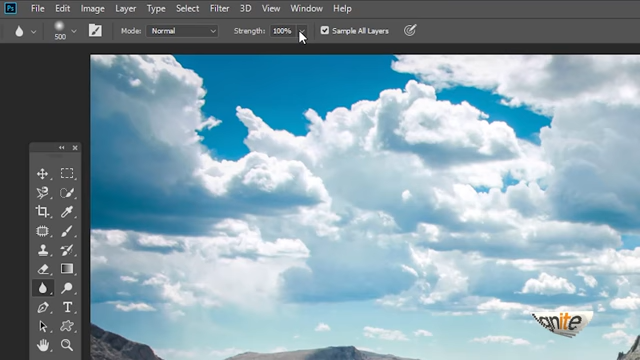 Ps File Edit Image Layer Type Select Filter 3D View Window Help
500 Mode: Normal Strength: 100% Sample All Layers
T
ignite